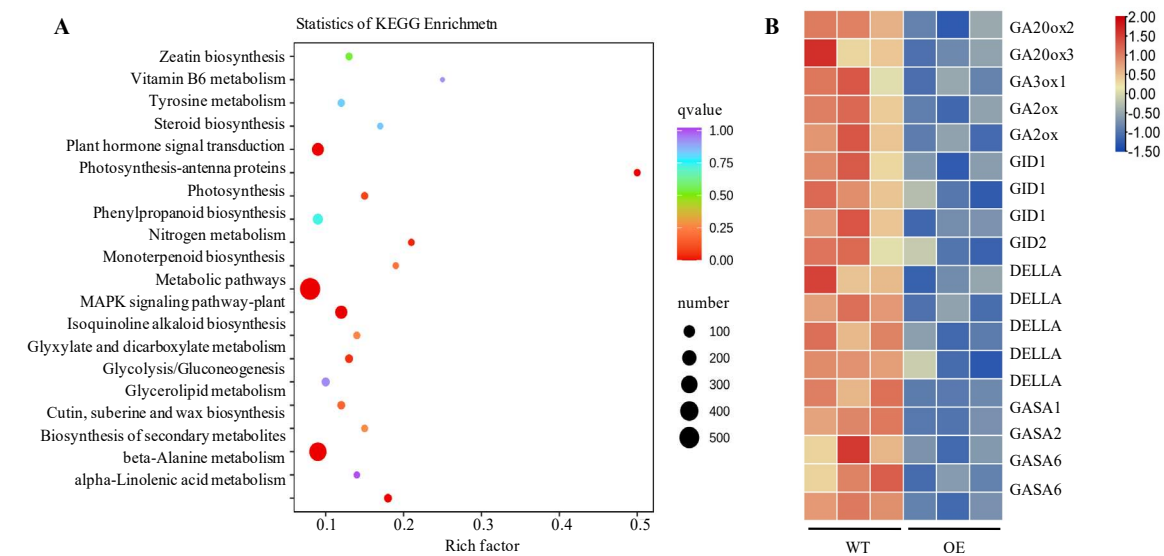 A
Statistics of KEGG Enrichmetn
Zeatin biosynthesis
Vitamin B6 metabolism
Tyrosine metabolism
Steroid biosynthesis
Plant hormone signal transduction
Photosynthesis-antenna proteins
Photosynthesis
Phenylpropanoid biosynthesis
Nitrogen metabolism
Monoterpenoid biosynthesis
Metabolic pathways
MAPK signaling pathway-plant
Isoquinoline alkaloid biosynthesis
Glyxylate and dicarboxylate metabolism
Glycolysis/Gluconeogenesis
Glycerolipid metabolism
Cutin, suberine and wax biosynthesis
Biosynthesis of secondary metabolites
beta-Alanine metabolism
alpha-Linolenic acid metabolism
0.1 0.2 0.3 0.4 0.5
Rich factor
qvalue
1.00
0.75
0.50
0.25
0.00
number
100
200
300
400
500
B
GA20ox2
GA20ox3
GA3ox1
GA2ox
GA2ox
GID1
GID1
GID1
GID2
DELLA
DELLA
DELLA
DELLA
DELLA
GASA1
GASA2
GASA6
GASA6
WT OE
2.00
1.50
1.00
0.50
0.00
-0.50
-1.00
-1.50